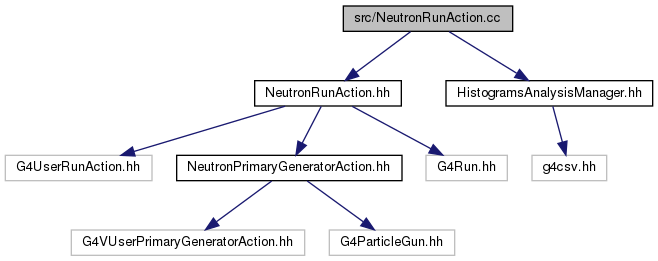 src/NeutronRunAction.cc
NeutronRunAction.hh
HistogramsAnalysisManager.hh
G4UserRunAction.hh
NeutronPrimaryGeneratorAction.hh
G4Run.hh
g4csv.hh
G4VUserPrimaryGeneratorAction.hh
G4ParticleGun.hh